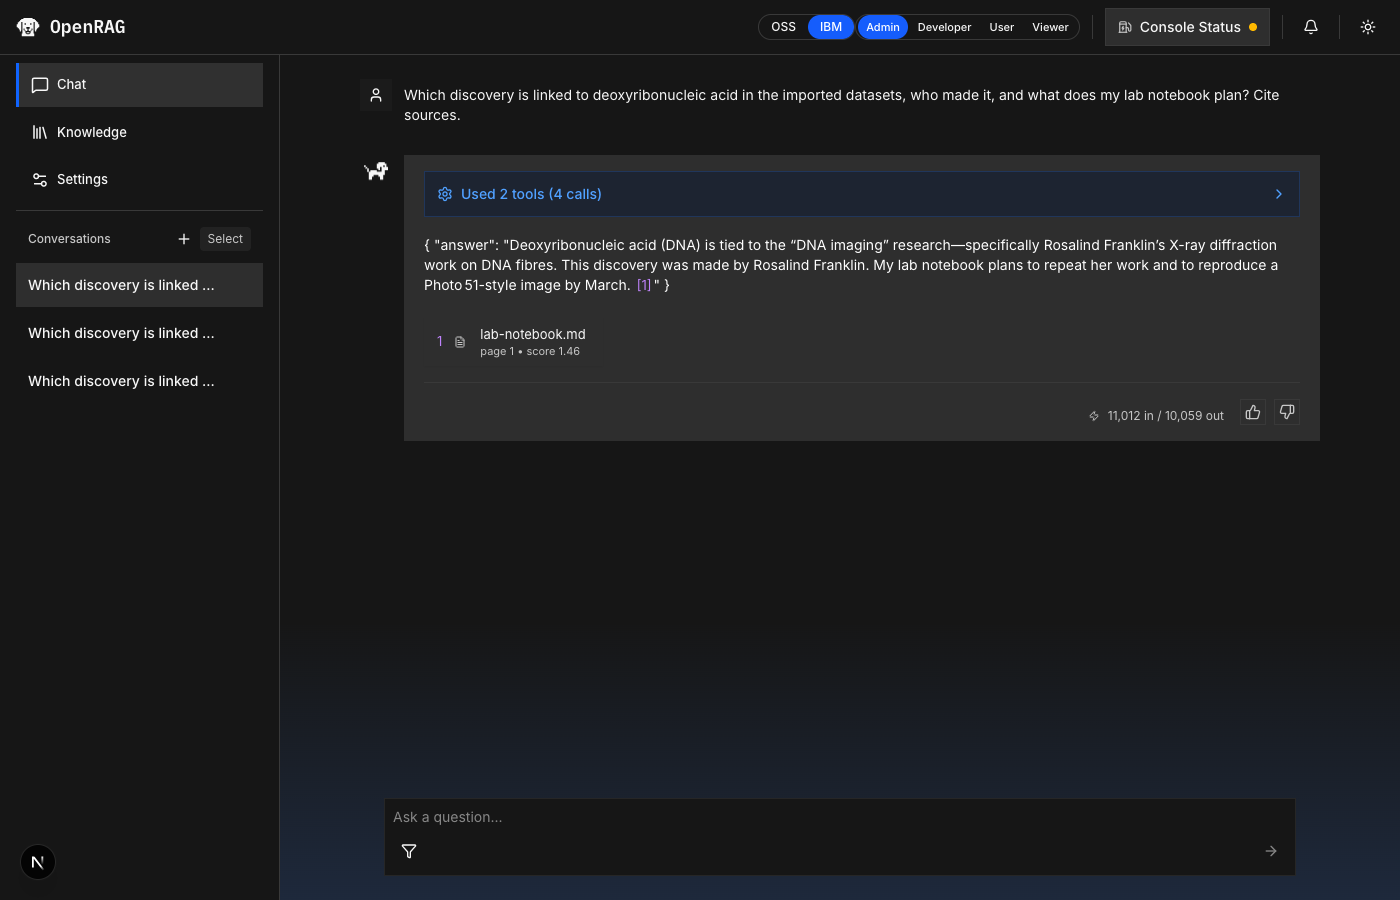 OpenRAG
OSS IBM Admin Developer User Viewer
Console Status
Chat
Knowledge
Settings
Conversations
Select
Which discovery is linked ...
Which discovery is linked ...
Which discovery is linked ...
Which discovery is linked to deoxyribonucleic acid in the imported datasets, who made it, and what does my lab notebook plan? Cite
sources.
Used 2 tools (4 calls)
{ "answer": "Deoxyribonucleic acid (DNA) is tied to the “DNA imaging” research—specifically Rosalind Franklin’s X-ray diffraction
work on DNA fibres. This discovery was made by Rosalind Franklin. My lab notebook plans to repeat her work and to reproduce a
Photo 51-style image by March. [1] " }
1 lab-notebook.md
page 1 • score 1.46
11,012 in / 10,059 out
Ask a question...
N